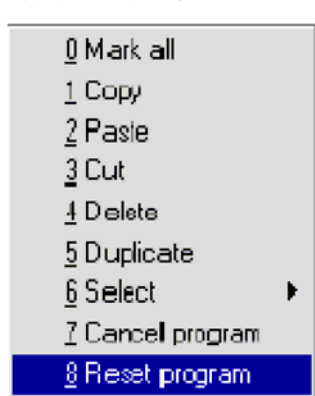 0 Mark all
1 Copy
2 Paste
3 Cut
4 Delete
5 Duplicate
6 Select
7 Cancel program
8 Reset program